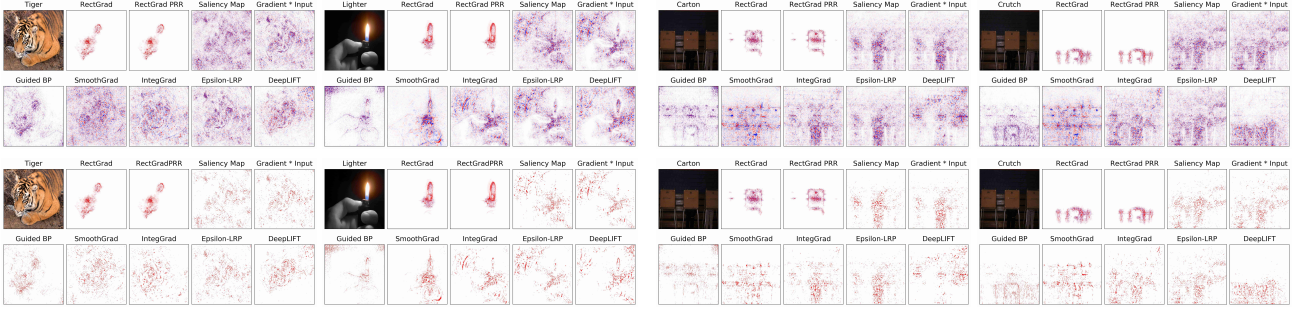 Tiger RectGrad RectGrad PRR Saliency Map Gradient * Input Lighter RectGrad RectGrad PRR Saliency Map Gradient * Input Carton RectGrad RectGrad PRR Saliency Map Gradient * Input Crutch RectGrad RectGrad PRR Saliency Map Gradient * Input
Guided BP SmoothGrad IntegGrad Epsilon-LRP DeepLIFT Guided BP SmoothGrad IntegGrad Epsilon-LRP DeepLIFT Guided BP SmoothGrad IntegGrad Epsilon-LRP DeepLIFT Guided BP SmoothGrad IntegGrad Epsilon-LRP DeepLIFT
Tiger RectGrad RectGradPRR Saliency Map Gradient * Input Lighter RectGrad RectGradPRR Saliency Map Gradient * Input Carton RectGrad RectGrad PRR Saliency Map Gradient * Input Crutch RectGrad RectGrad PRR Saliency Map Gradient * Input
Guided BP SmoothGrad IntegGrad Epsilon-LRP DeepLIFT Guided BP SmoothGrad IntegGrad Epsilon-LRP DeepLIFT Guided BP SmoothGrad IntegGrad Epsilon-LRP DeepLIFT Guided BP SmoothGrad IntegGrad Epsilon-LRP DeepLIFT